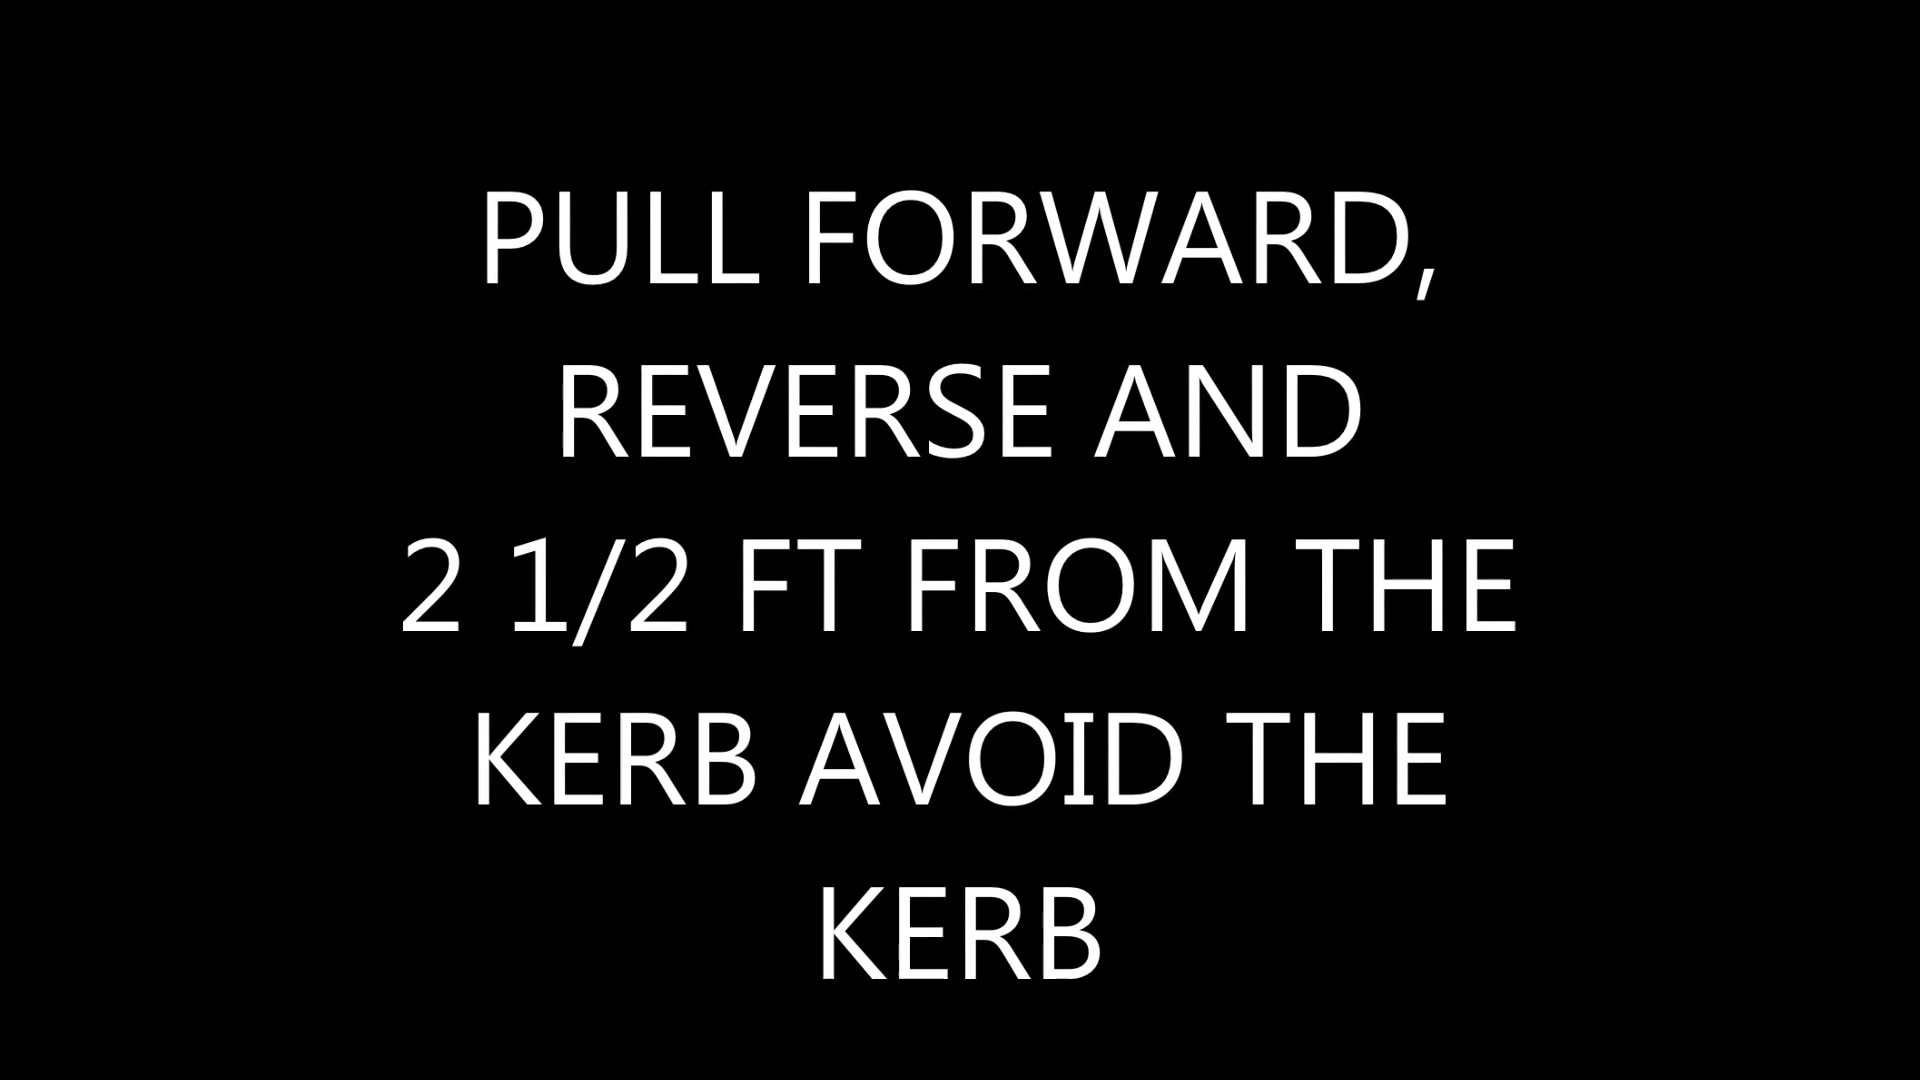 PULL FORWARD,
REVERSE AND
2 1/2 FT FROM THE
KERB AVOID THE
KERB